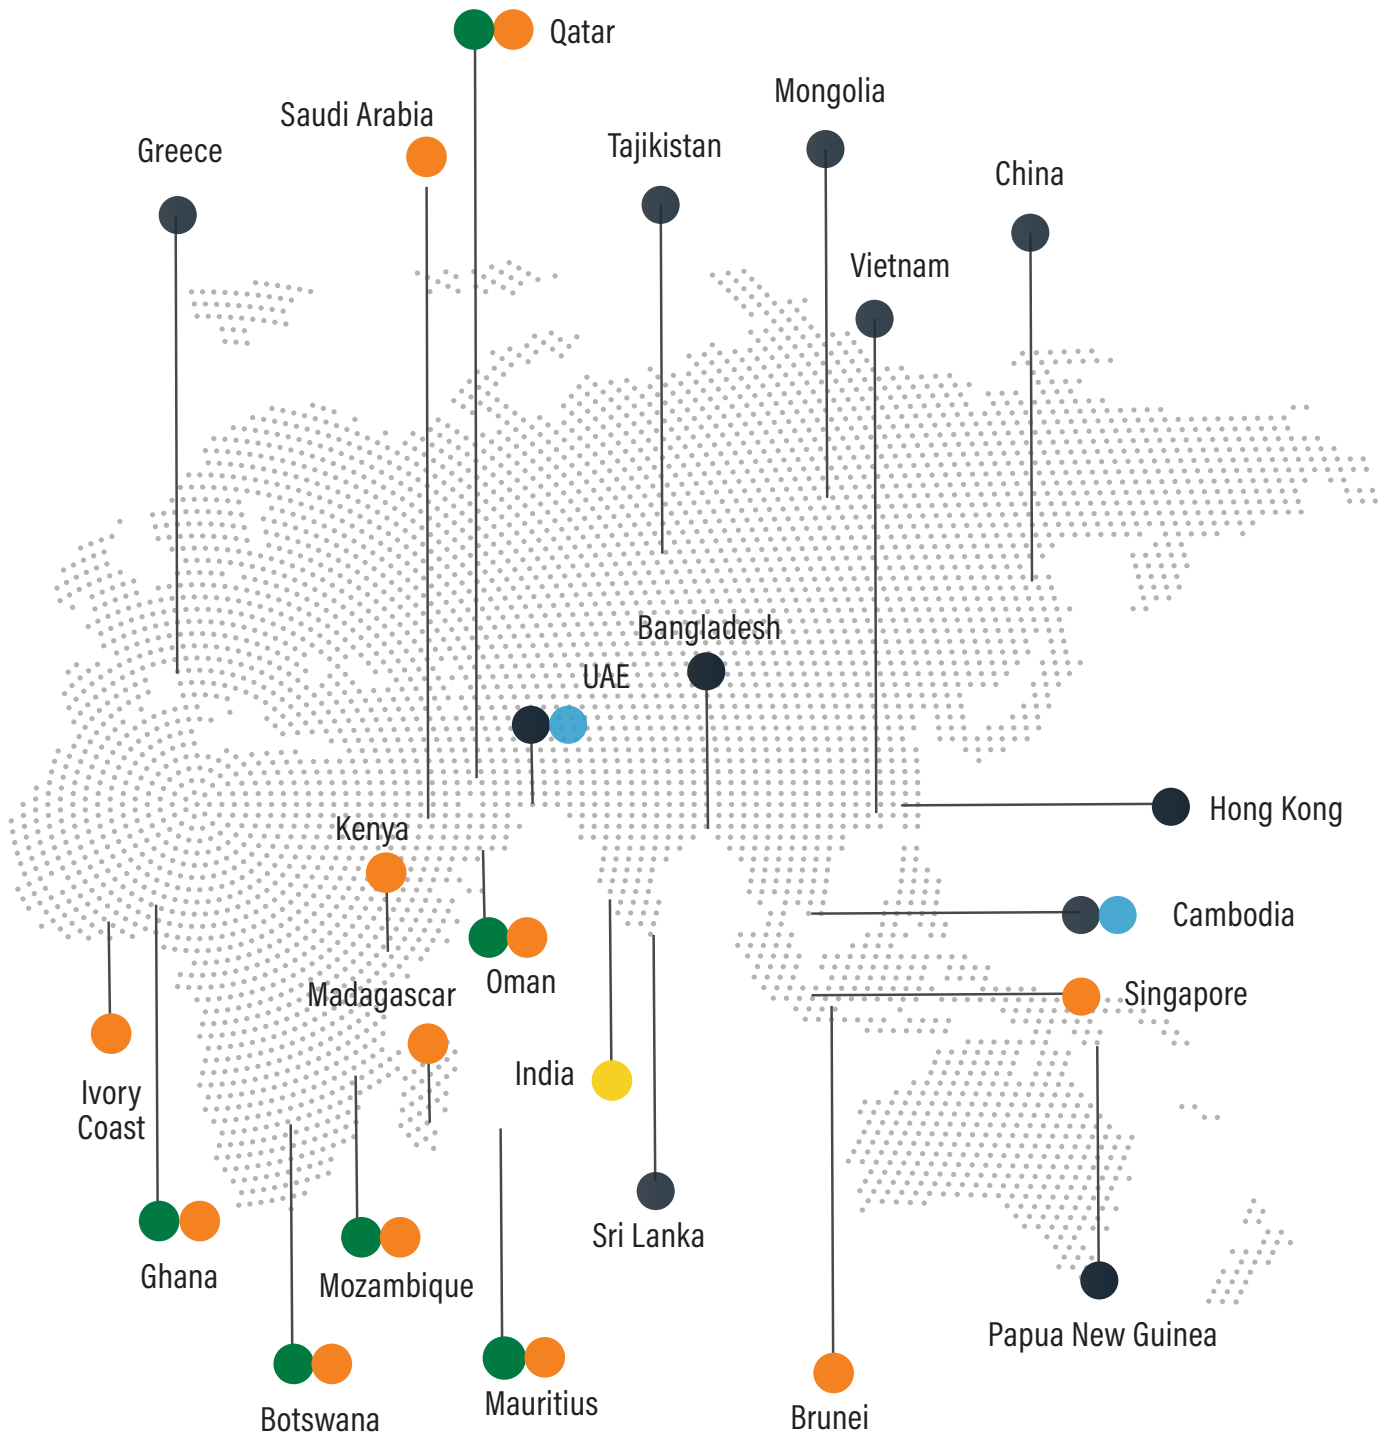 Qatar
Mongolia
Saudi Arabia
Tajikistan
Greece
China
Vietnam
Bangladesh
UAE
Hong Kong
Kenya
Cambodia
Oman
Madagascar
Singapore
India
Ivory
Coast
Sri Lanka
Ghana
Mozambique
Papua New Guinea
Mauritius
Brunei
Botswana